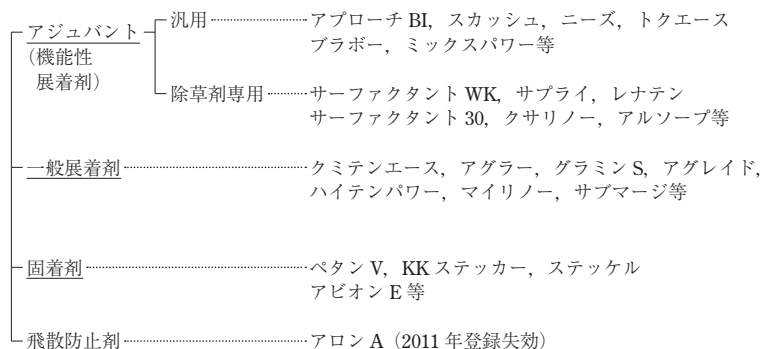 アジュバント
(機能性
展着剤)
汎用 アプローチ BI，スカッシュ，ニーズ，トクエース
ブラボー，ミックスパワー等
除草剤専用 サーファクタント WK，サプライ，レナテン
サーファクタント 30，クサリノー，アルソープ等
一般展着剤 クミテンエース，アグラー，グラミン S，アグレイド，
ハイテンパワー，マイリノー，サブマージ等
固着剤 ペタン V，KK ステッカー，ステッケル
アビオン E 等
飛散防止剤 アロン A（2011 年登録失効）